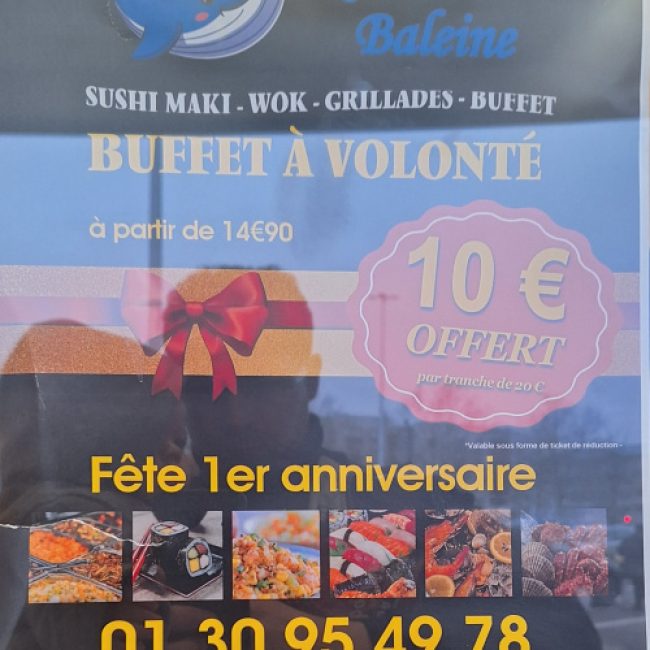 Baleine
SUSHI MAKI - WOK - GRILLADES - BUFFET
BUFFET À VOLONTÉ
à partir de 14€90
10 €
OFFERT
par tranche de 20 €
*Valable sous forme de ticket de réduction -
Fête 1er anniversaire
01 30 95 49 78